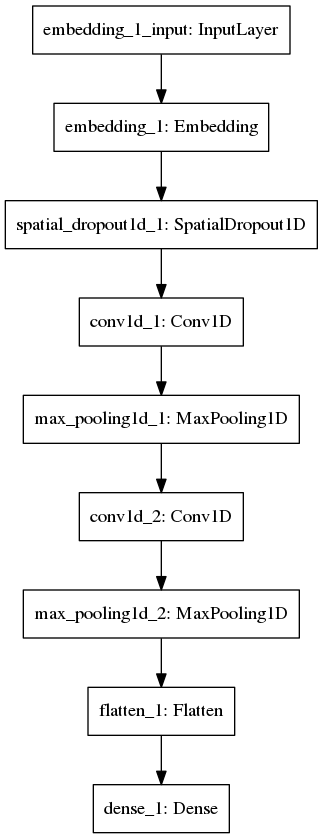 embedding_1_input: InputLayer
embedding_1: Embedding
spatial_dropout1d_1: SpatialDropout1D
conv1d_1: Conv1D
max_pooling1d_1: MaxPooling1D
conv1d_2: Conv1D
max_pooling1d_2: MaxPooling1D
flatten_1: Flatten
dense_1: Dense